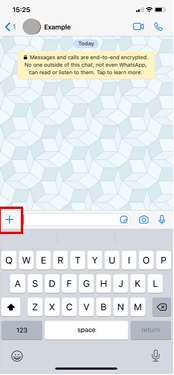 15:25
1 Example
Today
Messages and calls are end-to-end encrypted.
No one outside of this chat, not even WhatsApp,
can read or listen to them. Tap to learn more.
Q W E R T Y U I O P
A S D F G H J K L
Z X C V B N M
123 space return